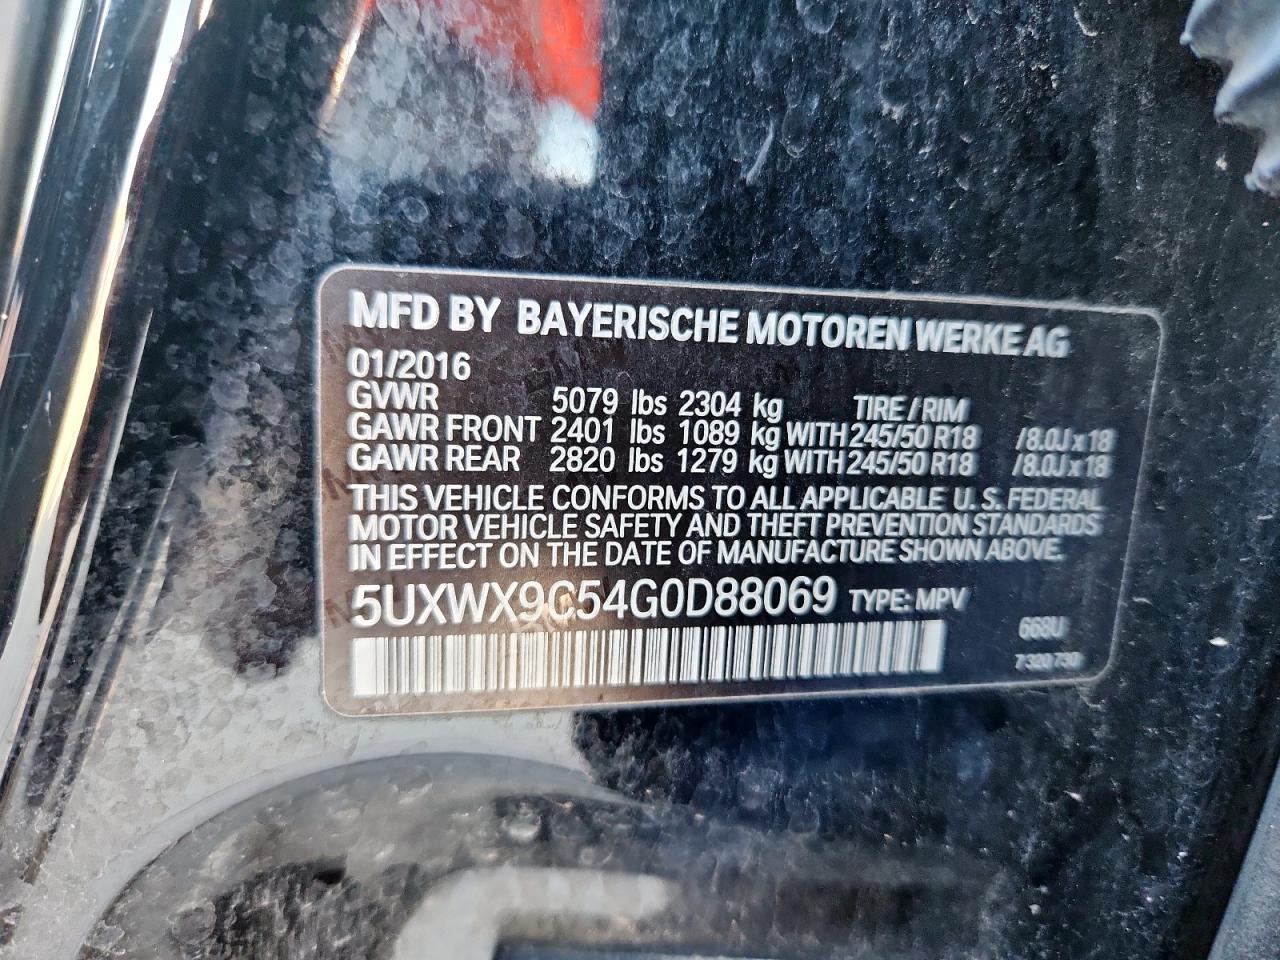 MFD BY BAYERISCHE MOTOREN WERKE AG
01/2016
GVWR 5079 lbs 2304 kg TIRE / RIM
GAWR FRONT 2401 lbs 1089 kg WITH 245/50 R18 /8.0J x 18
GAWR REAR 2820 lbs 1279 kg WITH 245/50 R18 /8.0J x 18
THIS VEHICLE CONFORMS TO ALL APPLICABLE U. S. FEDERAL
MOTOR VEHICLE SAFETY AND THEFT PREVENTION STANDARDS
IN EFFECT ON THE DATE OF MANUFACTURE SHOWN ABOVE.
5UXWX9C54G0D88069 TYPE: MPV
668U
7 320 730